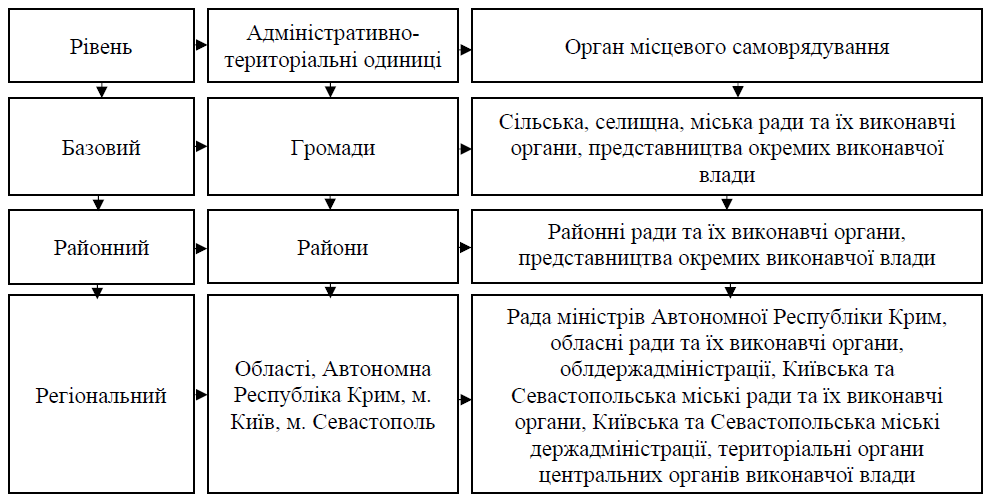 Рівень
Адміністративно-
територіальні одиниці
Орган місцевого самоврядування
Базовий
Громади
Сільська, селищна, міська ради та їх виконавчі
органи, представництва окремих виконавчої
влади
Районний
Райони
Районні ради та їх виконавчі органи,
представництва окремих виконавчої влади
Регіональний
Області, Автономна
Республіка Крим, м.
Київ, м. Севастополь
Рада міністрів Автономної Республіки Крим,
обласні ради та їх виконавчі органи,
облдержадміністрації, Київська та
Севастопольська міські ради та їх виконавчі
органи, Київська та Севастопольська міські
держадміністрації, територіальні органи
центральних органів виконавчої влади